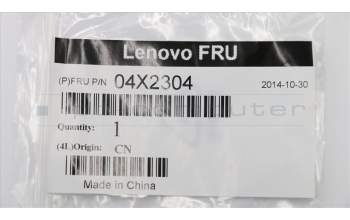 Lenovo FRU
(P)FRU P/N 04X2304 2014-10-30
Quantity: 1
(4L)Origin: CN
Made in China